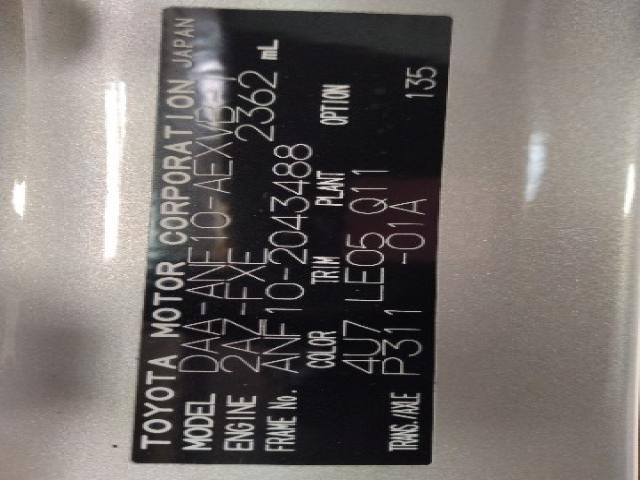 TOYOTA MOTOR CORPORATION JAPAN
MODEL DAA-ANF10-AEXVB
ENGINE 2AZ-FXE 2362 mL
FRAME No. ANF10-2043488
COLOR TRIM PLANT OPTION
4U7 LE05 Q11
TRANS./AXLE P311 -01A 135